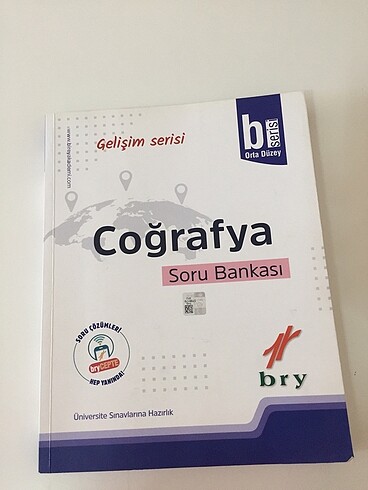 Gelişim serisi
b serisi
Orta Düzey
Coğrafya
Soru Bankası
SORU ÇÖZÜMLERİ
bryCEPTE
HEP YANINDA!
bry
Üniversite Sınavlarına Hazırlık